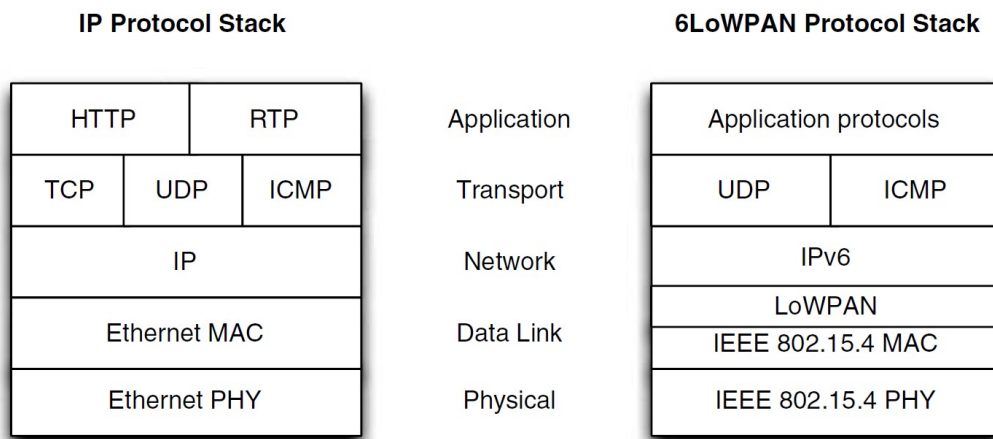 IP Protocol Stack
6LoWPAN Protocol Stack
HTTP RTP Application Application protocols
TCP UDP ICMP Transport UDP ICMP
IP Network IPv6
LoWPAN
Ethernet MAC Data Link IEEE 802.15.4 MAC
Ethernet PHY Physical IEEE 802.15.4 PHY